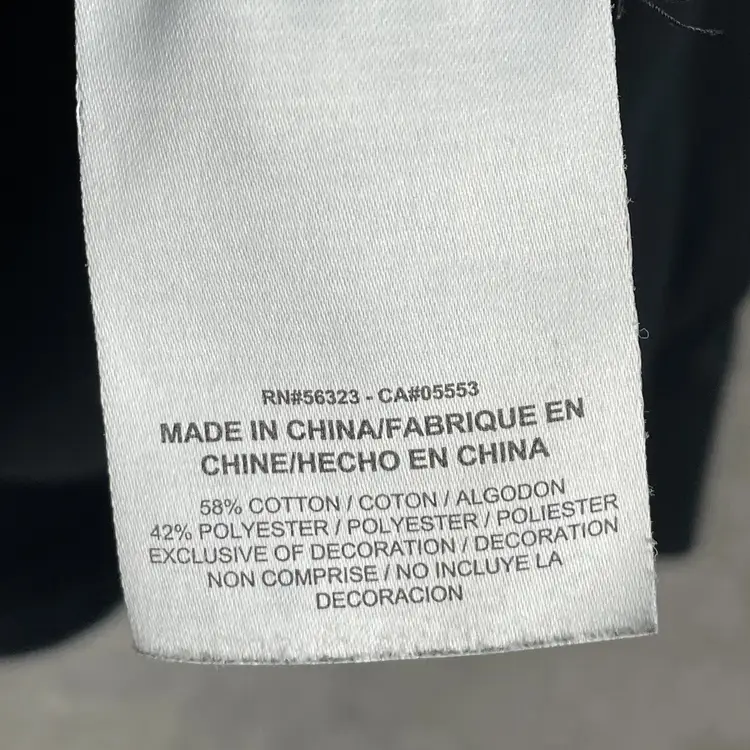 RN#56323 - CA#05553
MADE IN CHINA/FABRIQUE EN
CHINE/HECHO EN CHINA
58% COTTON / COTON / ALGODON
42% POLYESTER / POLYESTER / POLIESTER
EXCLUSIVE OF DECORATION / DECORATION
NON COMPRISE / NO INCLUYE LA
DECORACION